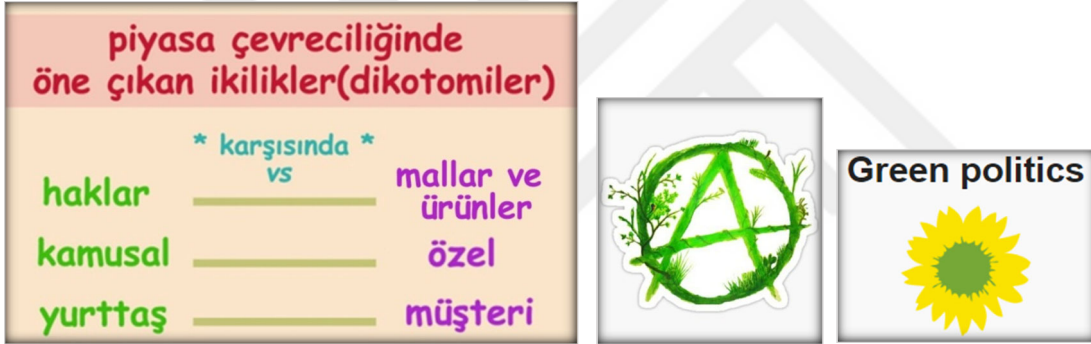 piyasa çevreciliğinde
öne çıkan ikilikler(dikotomiler)
* karşısında *
vs
haklar mallar ve
ürünler
kamusal özel
yurttaş müşteri
Green politics